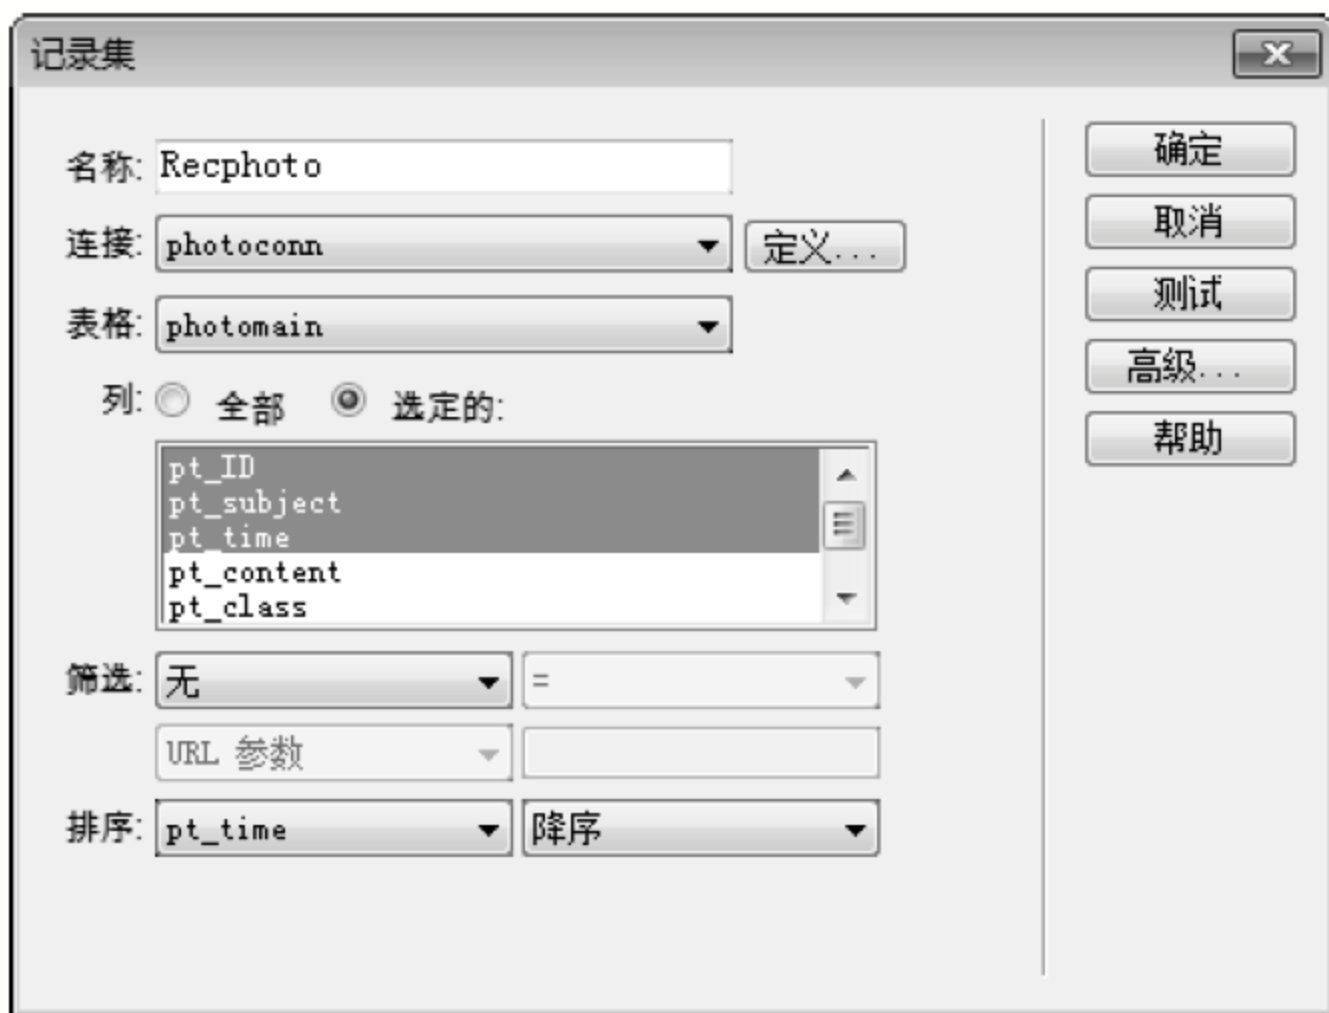 记录集
名称: Recphoto
连接: photoconn 定义...
表格: photomain
列: 全部 选定的:
pt_ID
pt_subject
pt_time
pt_content
pt_class
筛选: 无 =
URL 参数
排序: pt_time 降序
确定
取消
测试
高级...
帮助